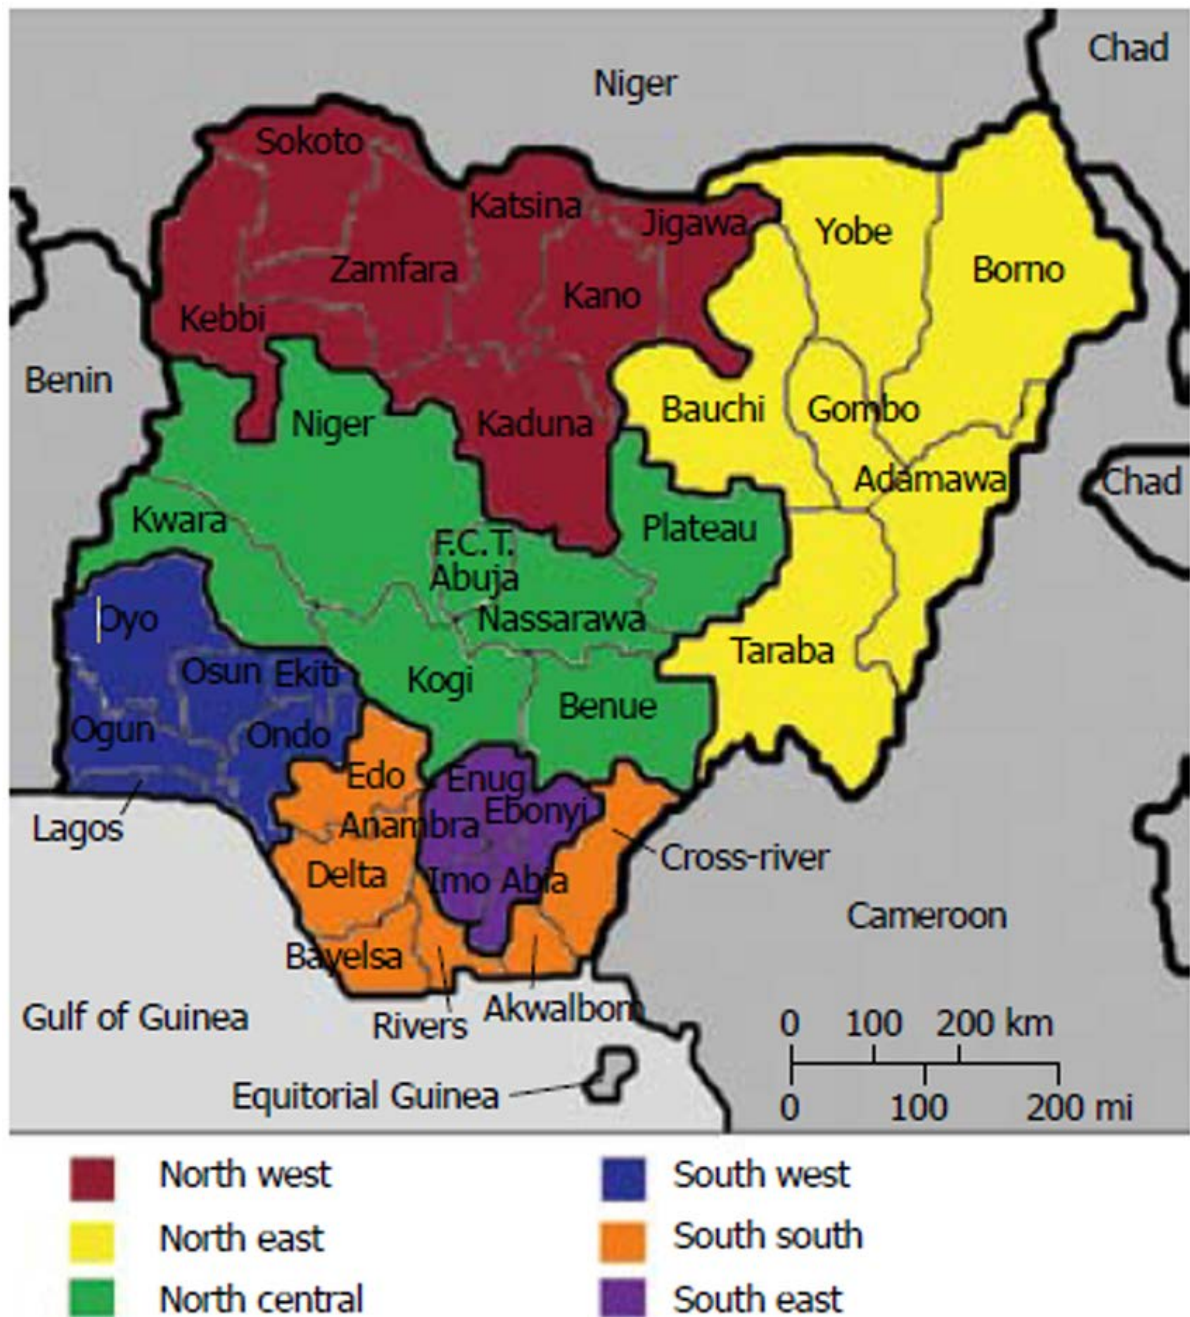 Chad
Niger
Sokoto
Katsina
Jigawa
Yobe
Zamfara
Borno
Kano
Kebbi
Benin
Niger
Kaduna
Bauchi
Gombo
Adamawa
Chad
Kwara
Plateau
F.C.T.
Abuja
Oyo
Nassarawa
Taraba
Osun
Ekiti
Kogi
Benue
Ogun
Ondo
Edo
Enug
Ebonyi
Lagos
Anambra
Cross-river
Delta
Imo
Abia
Cameroon
Bayelsa
Gulf of Guinea
Rivers
Akwalbom
0 100 200 km
Equitorial Guinea
0 100 200 mi
North west
North east
North central
South west
South south
South east